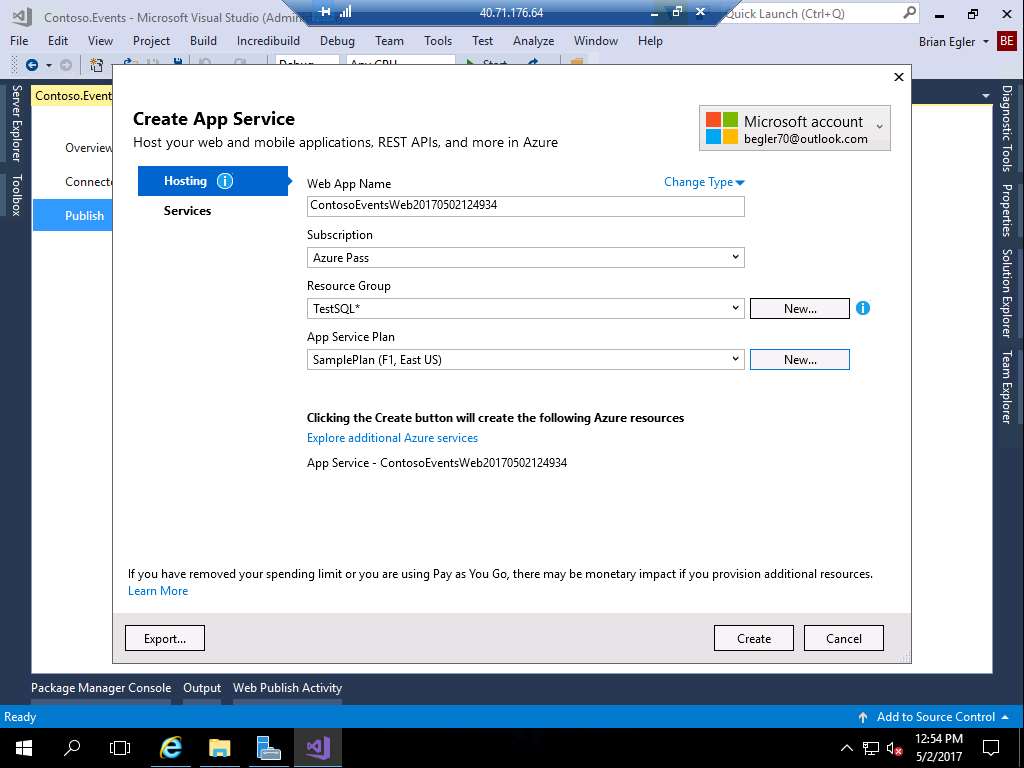 Contoso.Events - Microsoft Visual Studio (Admin
40.71.176.64
Quick Launch (Ctrl+Q)
File Edit View Project Build Incredibuild Debug Team Tools Test Analyze Window Help
Brian Egler BE
Debug Any CPU Start
Server Explorer
Toolbox
Contoso.Event
Overview
Connecte
Publish
Create App Service
Host your web and mobile applications, REST APIs, and more in Azure
Microsoft account
begler70@outlook.com
Hosting
Services
Web App Name
Change Type
ContosoEventsWeb20170502124934
Subscription
Azure Pass
Resource Group
TestSQL*
New...
App Service Plan
SamplePlan (F1, East US)
New...
Clicking the Create button will create the following Azure resources
Explore additional Azure services
App Service - ContosoEventsWeb20170502124934
If you have removed your spending limit or you are using Pay as You Go, there may be monetary impact if you provision additional resources.
Learn More
Export...
Create
Cancel
Diagnostic Tools
Properties
Solution Explorer
Team Explorer
Package Manager Console Output Web Publish Activity
Ready
Add to Source Control
12:54 PM
5/2/2017